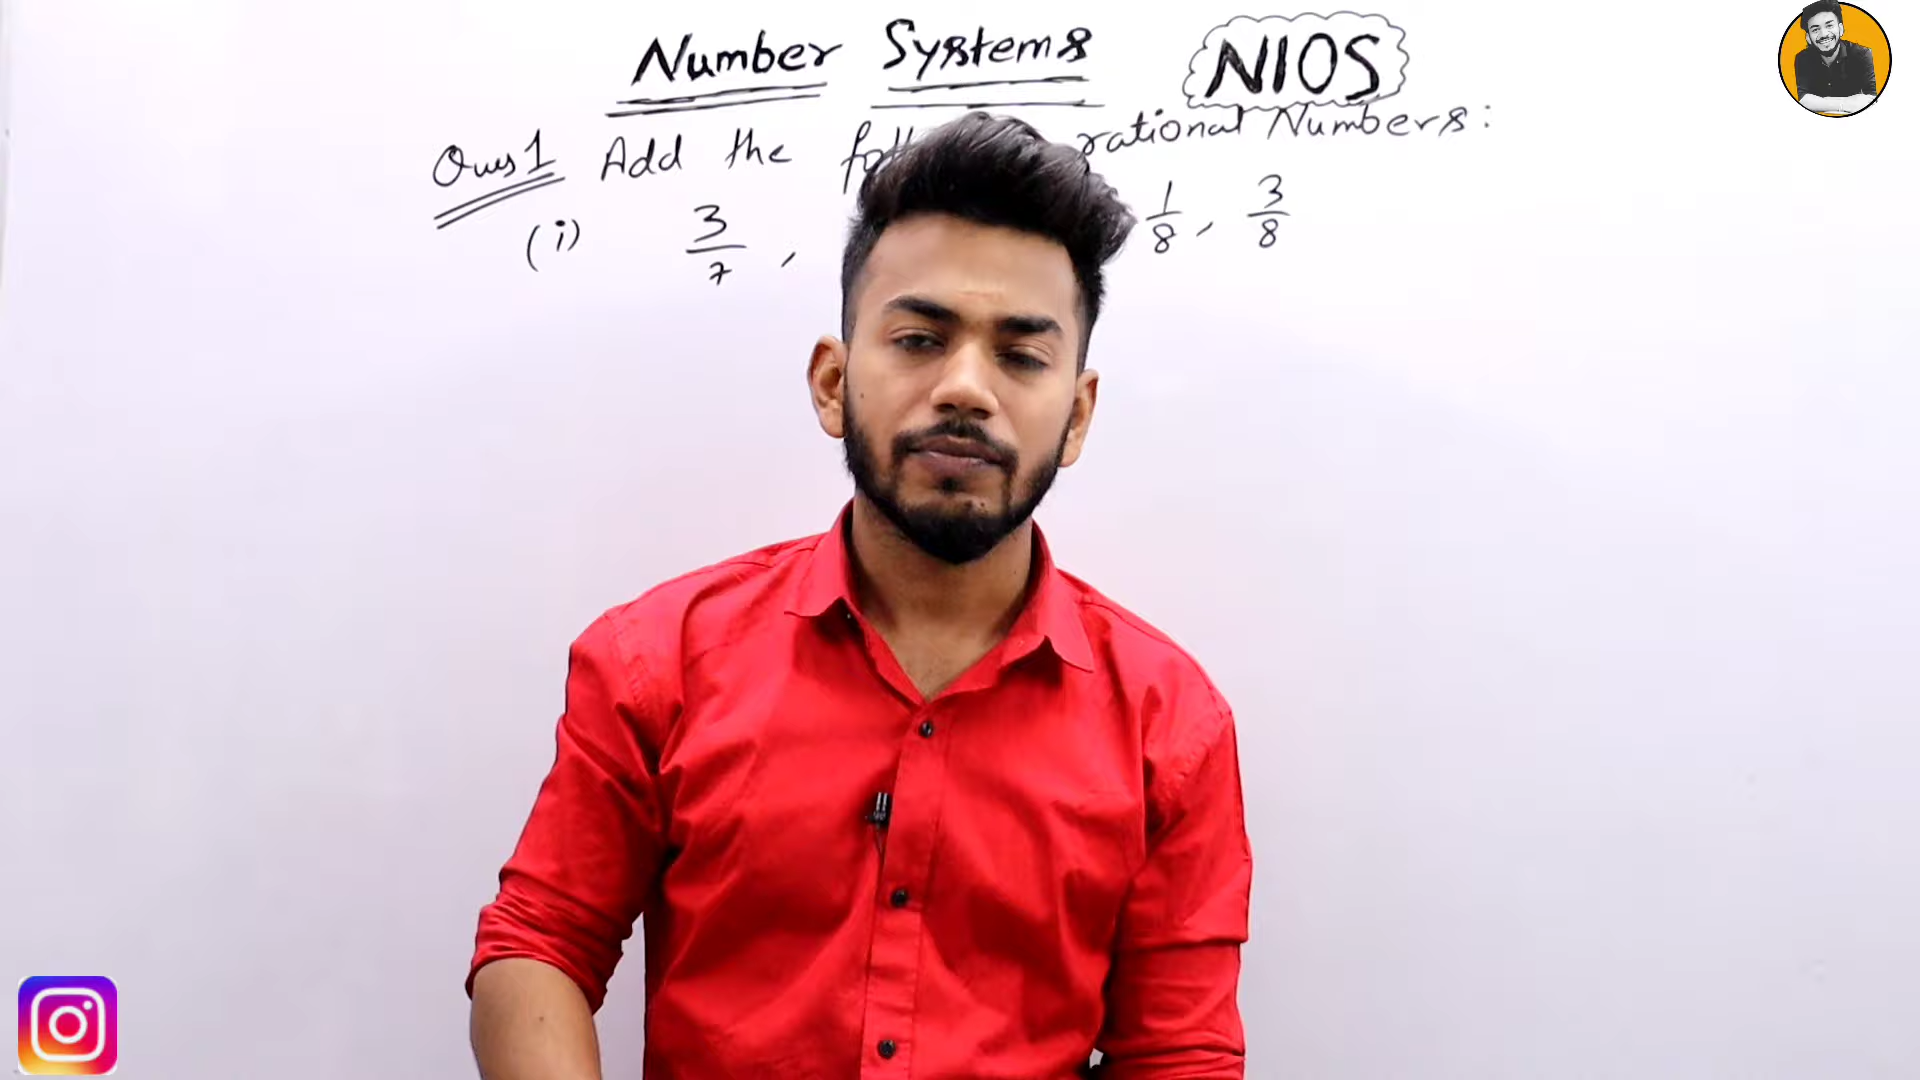 Number Systems NIOS
Ques 1 Add the rational Numbers:
(i) 3/7 , 1/8 , 3/8